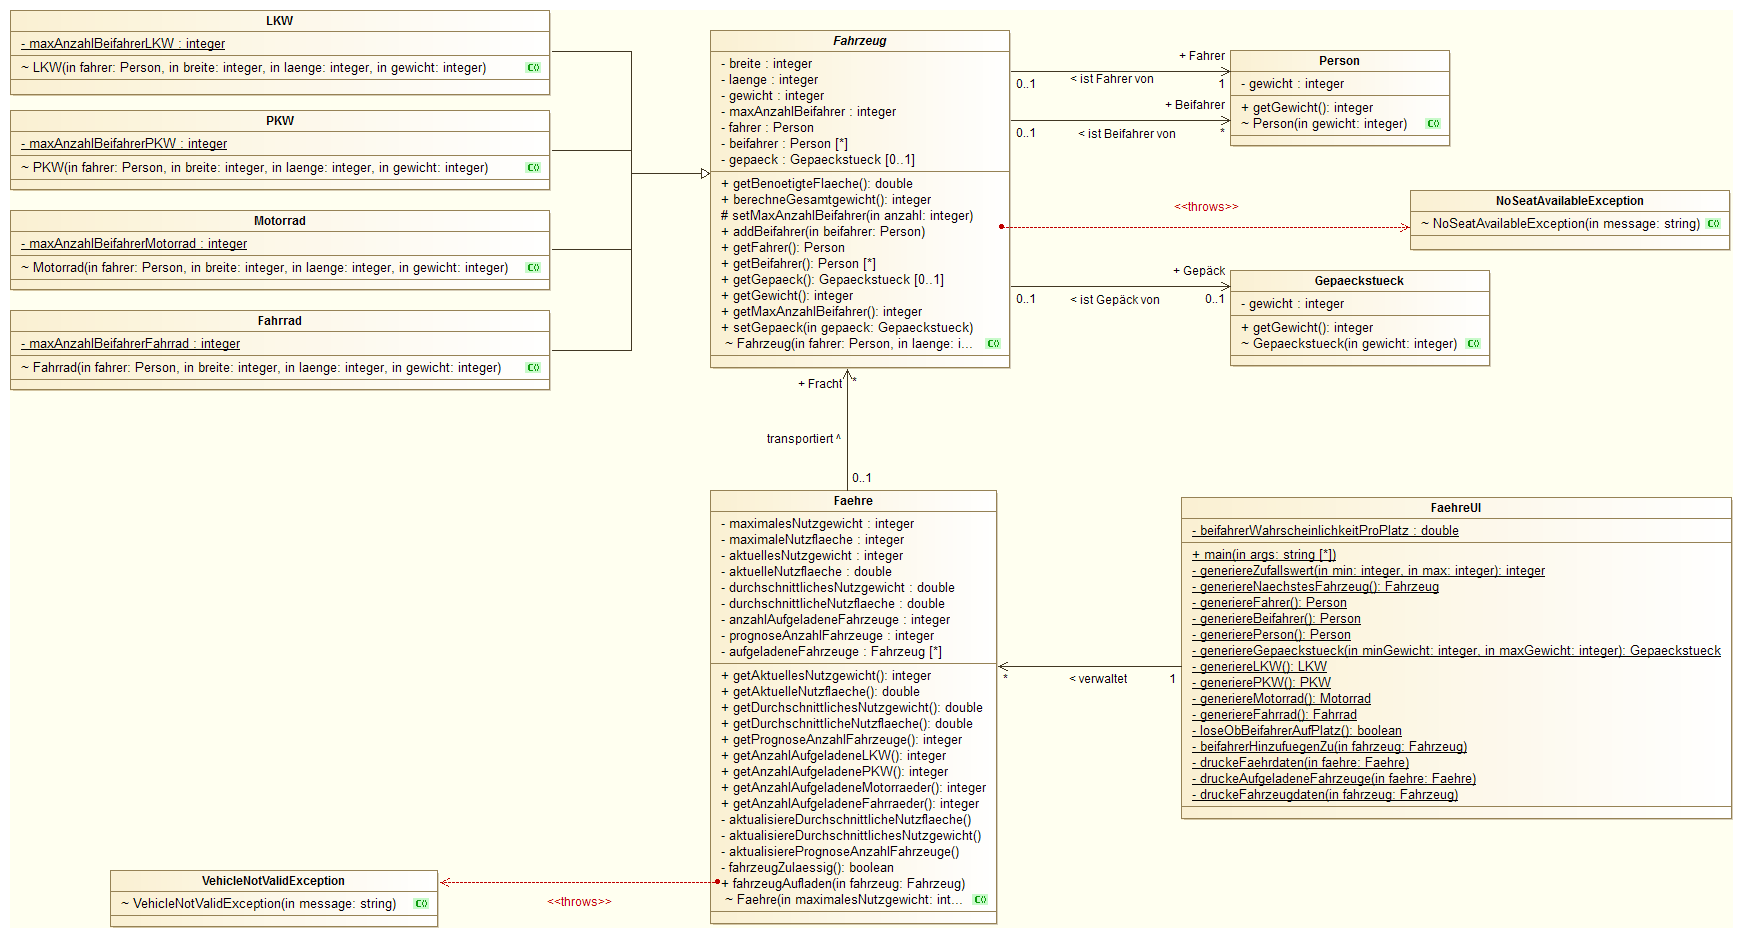 LKW
- maxAnzahlBeifahrerLKW : integer
~ LKW(in fahrer: Person, in breite: integer, in laenge: integer, in gewicht: integer)
C()
PKW
- maxAnzahlBeifahrerPKW : integer
~ PKW(in fahrer: Person, in breite: integer, in laenge: integer, in gewicht: integer)
C()
Motorrad
- maxAnzahlBeifahrerMotorrad : integer
~ Motorrad(in fahrer: Person, in breite: integer, in laenge: integer, in gewicht: integer)
C()
Fahrrad
- maxAnzahlBeifahrerFahrrad : integer
~ Fahrrad(in fahrer: Person, in breite: integer, in laenge: integer, in gewicht: integer)
C()
Fahrzeug
- breite : integer
- laenge : integer
- gewicht : integer
- maxAnzahlBeifahrer : integer
- fahrer : Person
- beifahrer : Person [*]
- gepaeck : Gepaeckstueck [0..1]
+ getBenoetigteFlaeche(): double
+ berechneGesamtgewicht(): integer
# setMaxAnzahlBeifahrer(in anzahl: integer)
+ addBeifahrer(in beifahrer: Person)
+ getFahrer(): Person
+ getBeifahrer(): Person [*]
+ getGepaeck(): Gepaeckstueck [0..1]
+ getGewicht(): integer
+ getMaxAnzahlBeifahrer(): integer
+ setGepaeck(in gepaeck: Gepaeckstueck)
~ Fahrzeug(in fahrer: Person, in laenge: i...
C()
+ Fahrer
0..1
< ist Fahrer von
1
+ Beifahrer
0..1
< ist Beifahrer von
*
Person
- gewicht : integer
+ getGewicht(): integer
~ Person(in gewicht: integer)
C()
<<throws>>
NoSeatAvailableException
~ NoSeatAvailableException(in message: string)
C()
+ Gepäck
0..1
< ist Gepäck von
0..1
Gepaeckstueck
- gewicht : integer
+ getGewicht(): integer
~ Gepaeckstueck(in gewicht: integer)
C()
+ Fracht
*
transportiert ^
0..1
Faehre
- maximalesNutzgewicht : integer
- maximaleNutzflaeche : integer
- aktuellesNutzgewicht : integer
- aktuelleNutzflaeche : double
- durchschnittlichesNutzgewicht : double
- durchschnittlicheNutzflaeche : double
- anzahlAufgeladeneFahrzeuge : integer
- prognoseAnzahlFahrzeuge : integer
- aufgeladeneFahrzeuge : Fahrzeug [*]
+ getAktuellesNutzgewicht(): integer
+ getAktuelleNutzflaeche(): double
+ getDurchschnittlichesNutzgewicht(): double
+ getDurchschnittlicheNutzflaeche(): double
+ getPrognoseAnzahlFahrzeuge(): integer
+ getAnzahlAufgeladeneLKW(): integer
+ getAnzahlAufgeladenePKW(): integer
+ getAnzahlAufgeladeneMotorraeder(): integer
+ getAnzahlAufgeladeneFahrraeder(): integer
- aktualisiereDurchschnittlicheNutzflaeche()
- aktualisiereDurchschnittlichesNutzgewicht()
- aktualisierePrognoseAnzahlFahrzeuge()
- fahrzeugZulaessig(): boolean
+ fahrzeugAufladen(in fahrzeug: Fahrzeug)
~ Faehre(in maximalesNutzgewicht: int...
C()
*
< verwaltet
1
FaehreUI
- beifahrerWahrscheinlichkeitProPlatz : double
+ main(in args: string [*])
- generiereZufallswert(in min: integer, in max: integer): integer
- generiereNaechstesFahrzeug(): Fahrzeug
- generiereFahrer(): Person
- generiereBeifahrer(): Person
- generierePerson(): Person
- generiereGepaeckstueck(in minGewicht: integer, in maxGewicht: integer): Gepaeckstueck
- generiereLKW(): LKW
- generierePKW(): PKW
- generiereMotorrad(): Motorrad
- generiereFahrrad(): Fahrrad
- loseObBeifahrerAufPlatz(): boolean
- beifahrerHinzufuegenZu(in fahrzeug: Fahrzeug)
- druckeFaehrdaten(in faehre: Faehre)
- druckeAufgeladeneFahrzeuge(in faehre: Faehre)
- druckeFahrzeugdaten(in fahrzeug: Fahrzeug)
VehicleNotValidException
~ VehicleNotValidException(in message: string)
C()
<<throws>>